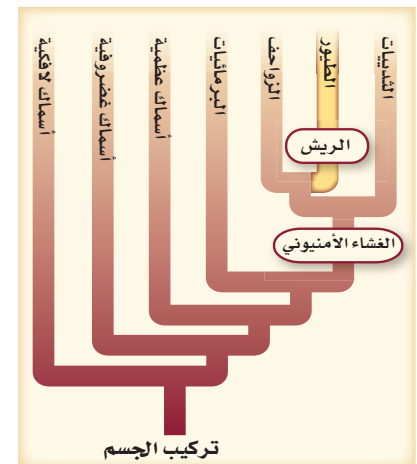 الثدييات
الطيور
الزواحف
البرمائيات
أسماك عظمية
أسماك غضروفية
أسماك لافكية
الريش
الغشاء الأمنيوني
تركيب الجسم